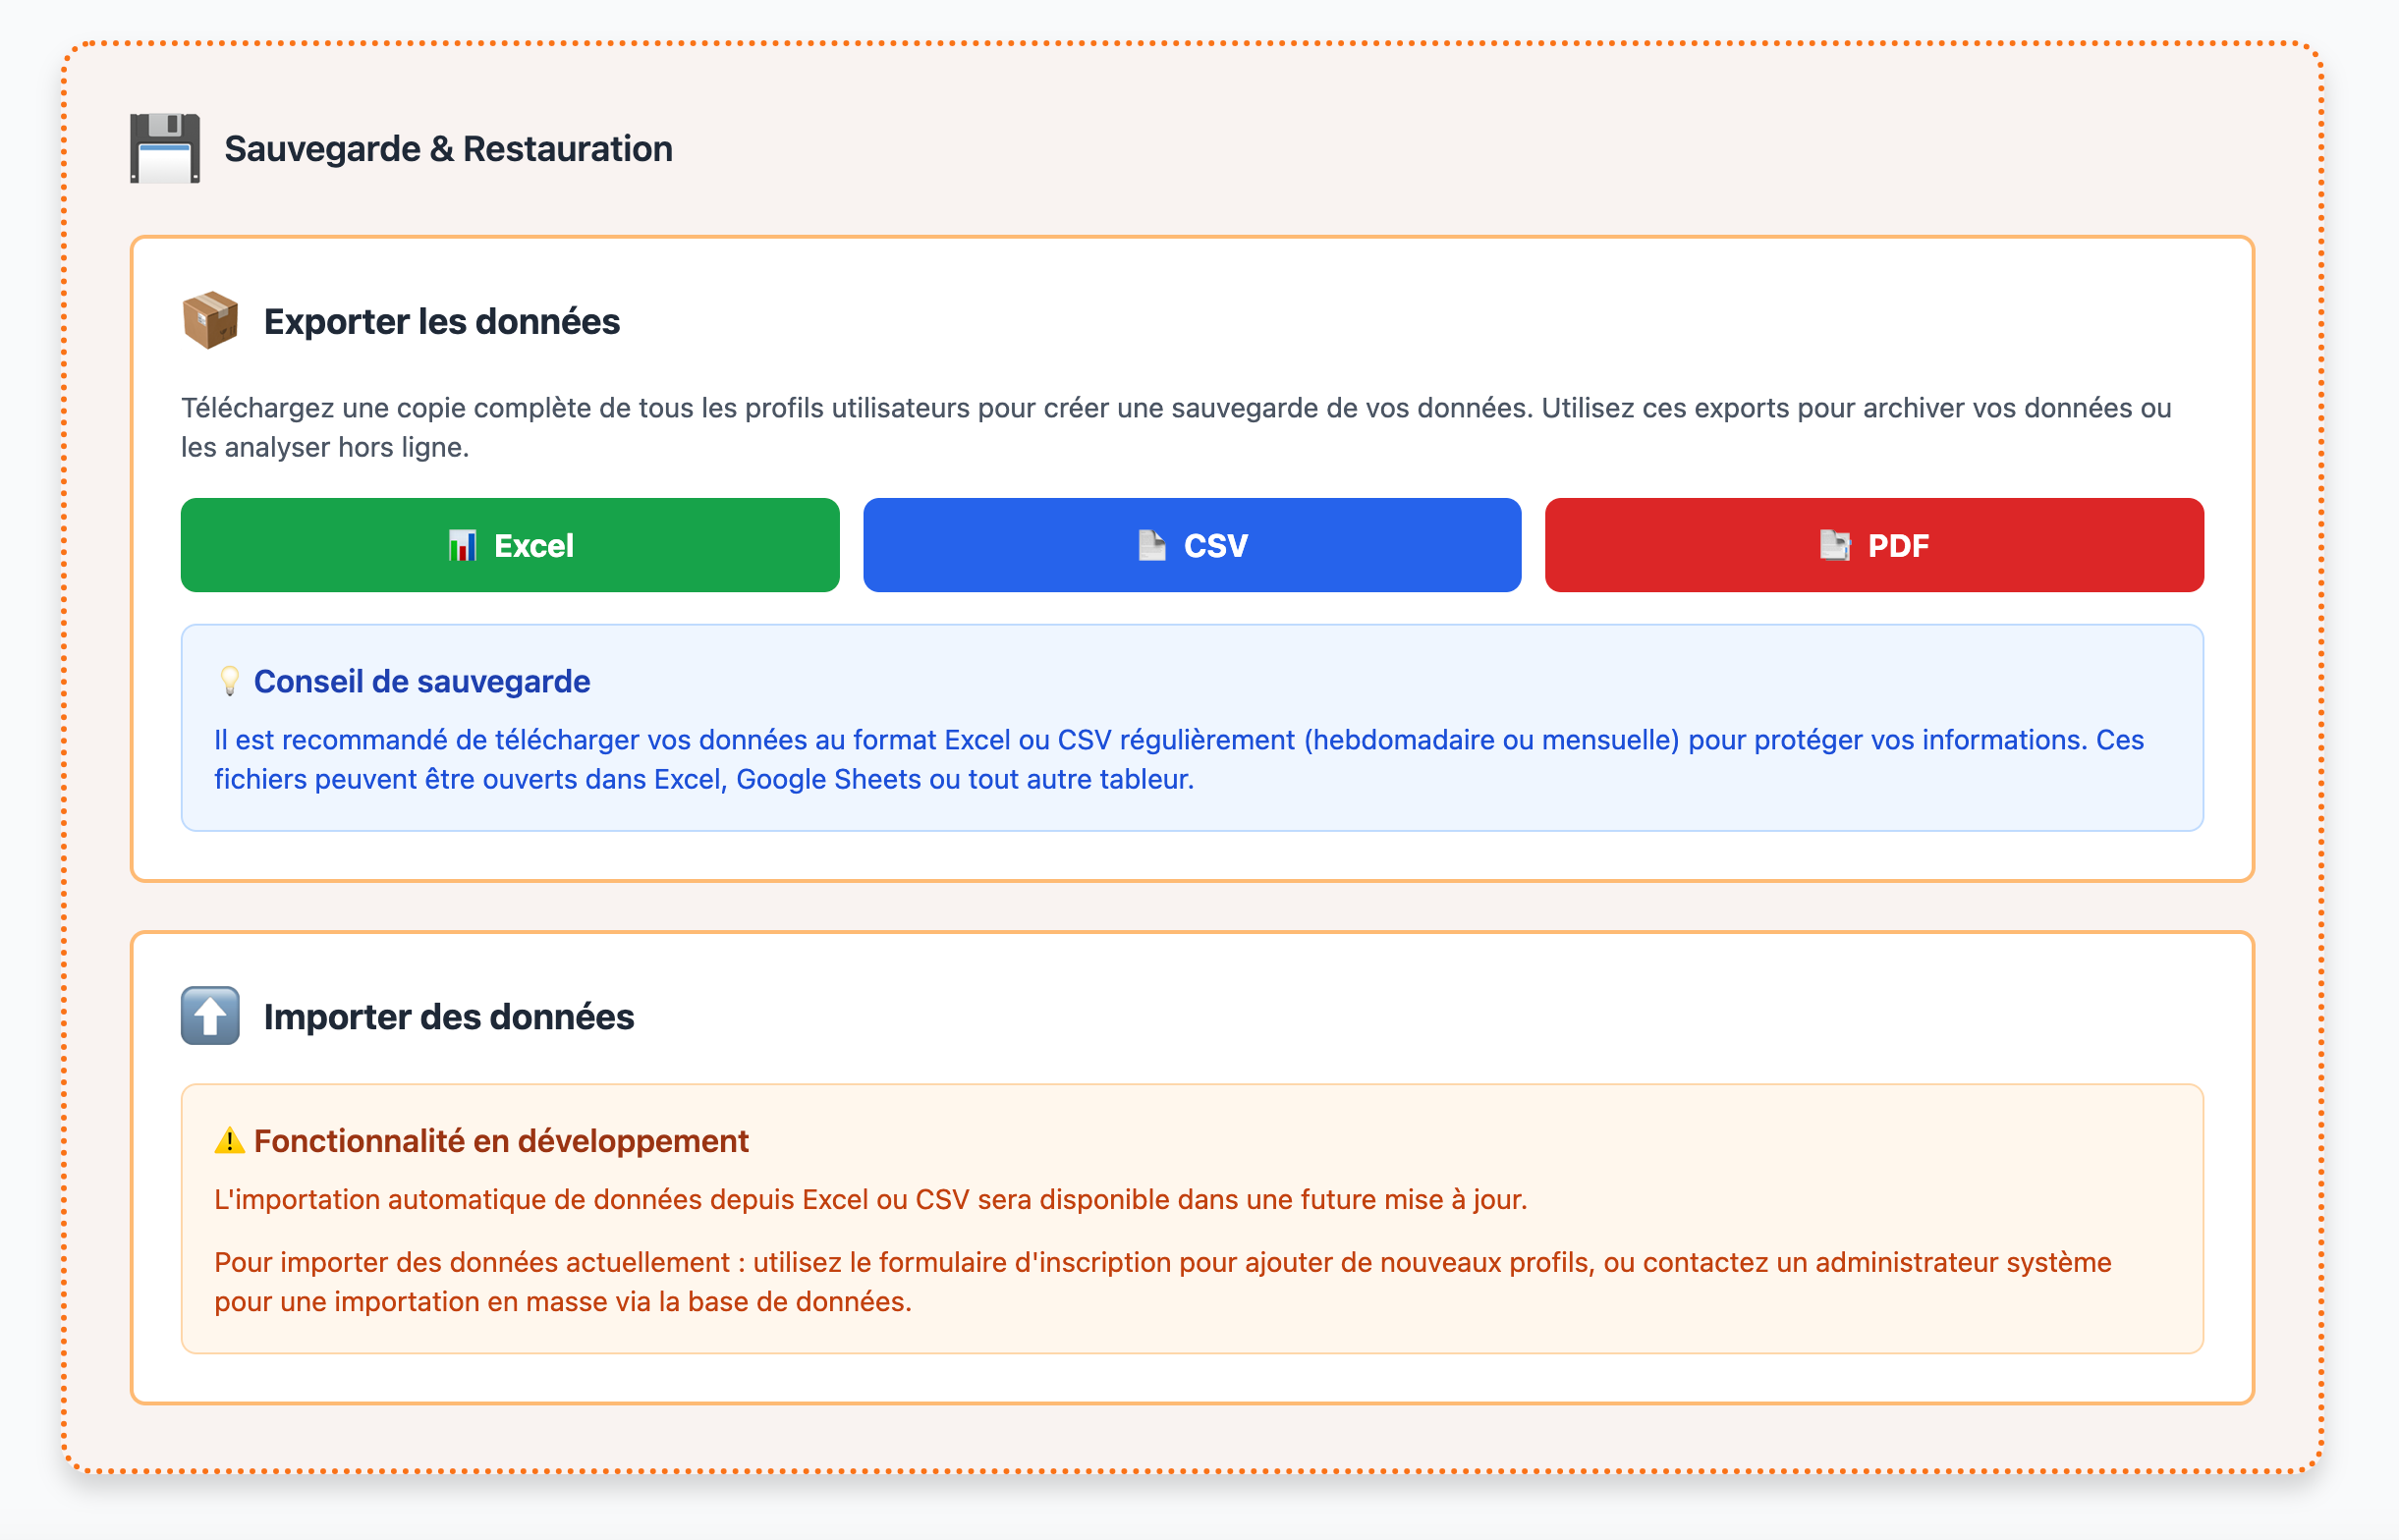 Sauvegarde & Restauration
Exporter les données
Téléchargez une copie complète de tous les profils utilisateurs pour créer une sauvegarde de vos données. Utilisez ces exports pour archiver vos données ou
les analyser hors ligne.
Excel
CSV
PDF
Conseil de sauvegarde
Il est recommandé de télécharger vos données au format Excel ou CSV régulièrement (hebdomadaire ou mensuelle) pour protéger vos informations. Ces
fichiers peuvent être ouverts dans Excel, Google Sheets ou tout autre tableur.
Importer des données
Fonctionnalité en développement
L'importation automatique de données depuis Excel ou CSV sera disponible dans une future mise à jour.
Pour importer des données actuellement : utilisez le formulaire d'inscription pour ajouter de nouveaux profils, ou contactez un administrateur système
pour une importation en masse via la base de données.